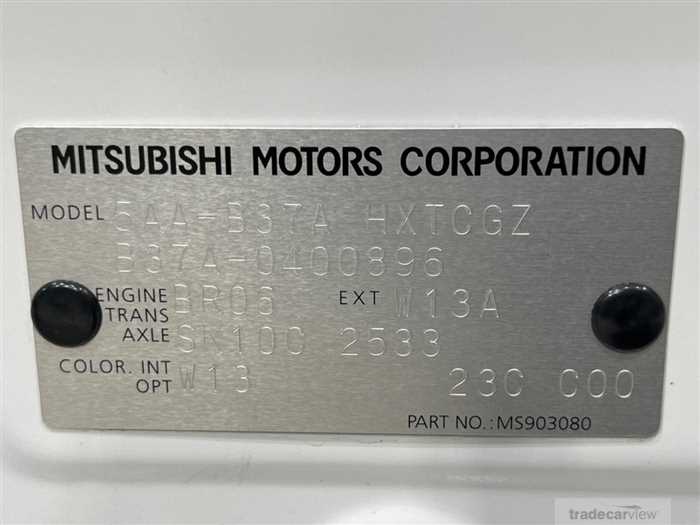 MITSUBISHI MOTORS CORPORATION
MODEL 5AA-B37A HXTCGZ
B37A-0400896
ENGINE BR06 EXT W13A
TRANS
AXLE 2533
COLOR. INT W13 23C C00
OPT
PART NO.: MS903080
tradecarview